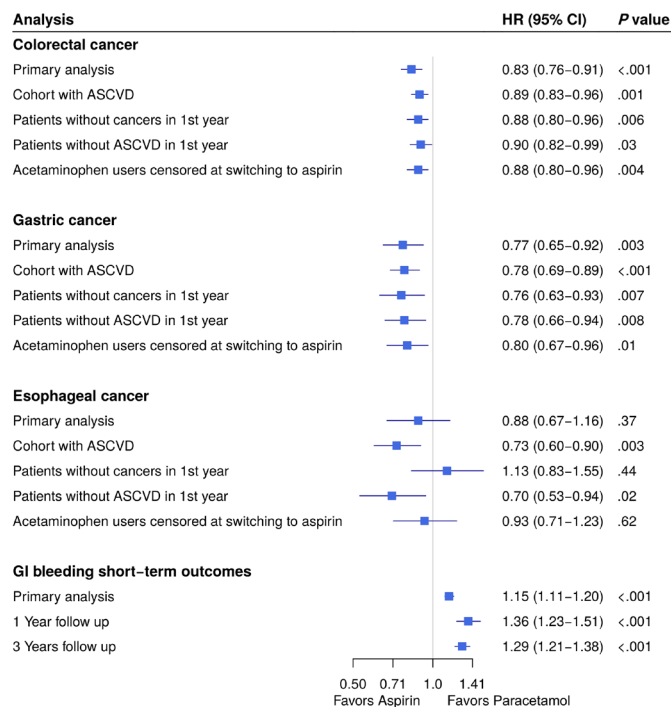 Analysis HR (95% CI) P value
Colorectal cancer
Primary analysis 0.83 (0.76−0.91) <.001
Cohort with ASCVD 0.89 (0.83−0.96) .001
Patients without cancers in 1st year 0.88 (0.80−0.96) .006
Patients without ASCVD in 1st year 0.90 (0.82−0.99) .03
Acetaminophen users censored at switching to aspirin 0.88 (0.80−0.96) .004
Gastric cancer
Primary analysis 0.77 (0.65−0.92) .003
Cohort with ASCVD 0.78 (0.69−0.89) <.001
Patients without cancers in 1st year 0.76 (0.63−0.93) .007
Patients without ASCVD in 1st year 0.78 (0.66−0.94) .008
Acetaminophen users censored at switching to aspirin 0.80 (0.67−0.96) .01
Esophageal cancer
Primary analysis 0.88 (0.67−1.16) .37
Cohort with ASCVD 0.73 (0.60−0.90) .003
Patients without cancers in 1st year 1.13 (0.83−1.55) .44
Patients without ASCVD in 1st year 0.70 (0.53−0.94) .02
Acetaminophen users censored at switching to aspirin 0.93 (0.71−1.23) .62
GI bleeding short−term outcomes
Primary analysis 1.15 (1.11−1.20) <.001
1 Year follow up 1.36 (1.23−1.51) <.001
3 Years follow up 1.29 (1.21−1.38) <.001
0.50 0.71 1.0 1.41
Favors Aspirin Favors Paracetamol